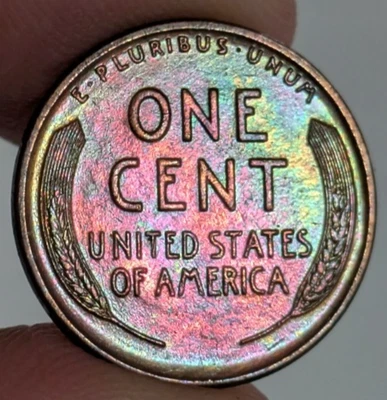 E · PLURIBUS · UNUM
ONE
CENT
UNITED STATES
OF AMERICA